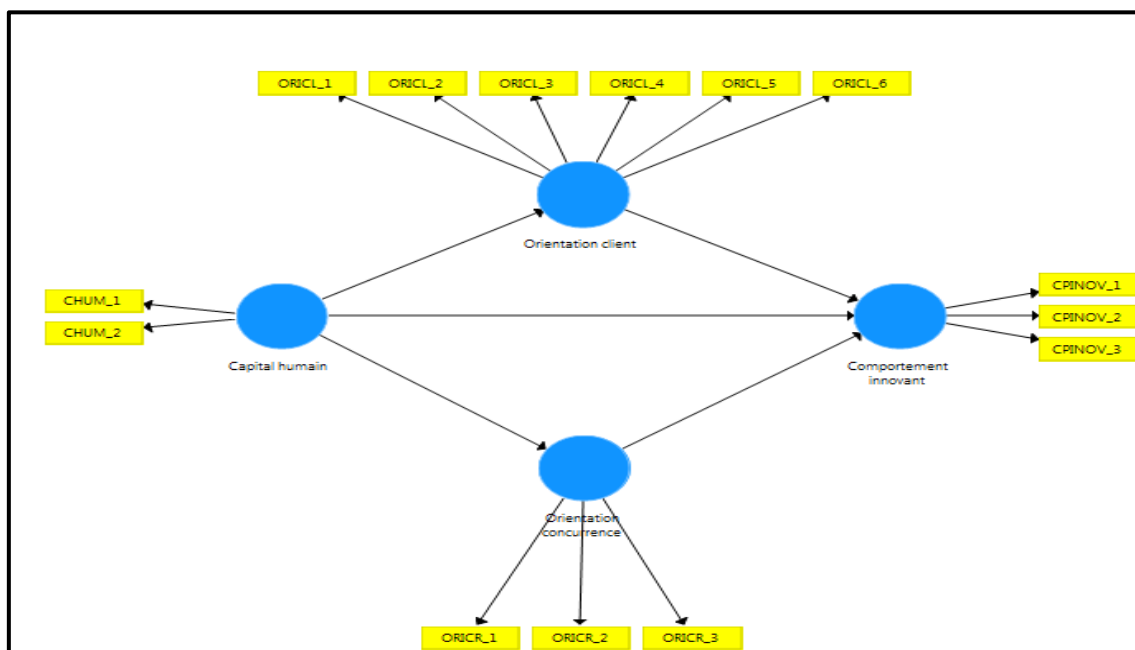 ORICL_1
ORICL_2
ORICL_3
ORICL_4
ORICL_5
ORICL_6
Orientation client
CHUM_1
CHUM_2
Capital humain
CPINOV_1
CPINOV_2
CPINOV_3
Comportement
innovant
Orientation
concurrence
ORICR_1
ORICR_2
ORICR_3